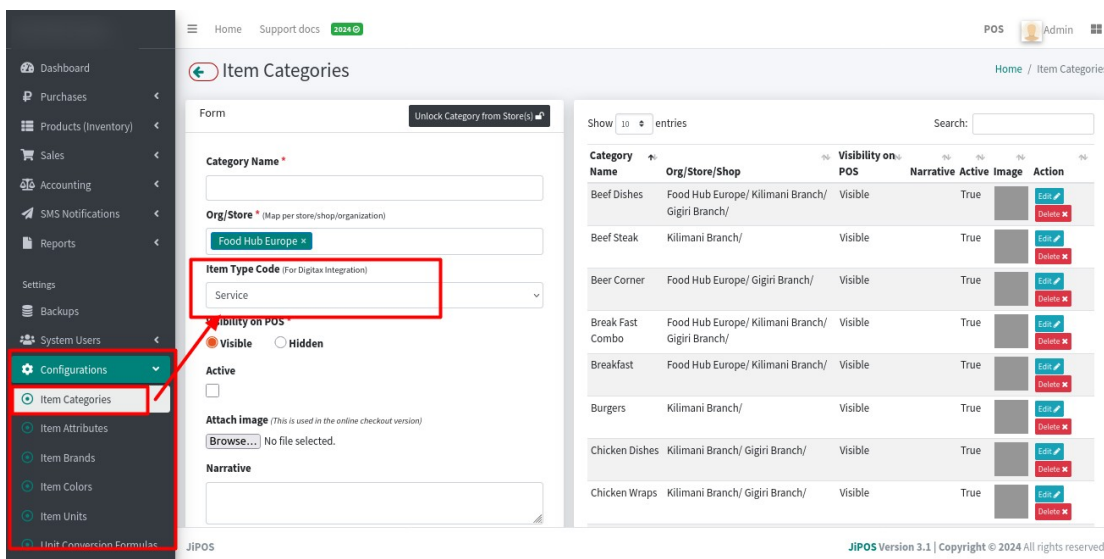 Home Support docs 2024
POS Admin
Dashboard
Purchases
Products (Inventory)
Sales
Accounting
SMS Notifications
Reports
Settings
Backups
System Users
Configurations
Item Categories
Item Attributes
Item Brands
Item Colors
Item Units
Unit Conversion Formulas
Item Categories
Home / Item Categories
Form
Unlock Category from Store(s)
Category Name *
Org/Store * (Map per store/shop/organization)
Food Hub Europe ×
Item Type Code (For Digitax Integration)
Service
Visibility on POS *
Visible Hidden
Active
Attach image (This is used in the online checkout version)
Browse... No file selected.
Narrative
Show 10 entries
Search:
Category Name Org/Store/Shop Visibility on POS Narrative Active Image Action
Beef Dishes Food Hub Europe/ Kilimani Branch/ Gigiri Branch/ Visible True Edit Delete
Beef Steak Kilimani Branch/ Visible True Edit Delete
Beer Corner Food Hub Europe/ Gigiri Branch/ Visible True Edit Delete
Break Fast Combo Food Hub Europe/ Kilimani Branch/ Gigiri Branch/ Visible True Edit Delete
Breakfast Food Hub Europe/ Kilimani Branch/ Visible True Edit Delete
Burgers Kilimani Branch/ Visible True Edit Delete
Chicken Dishes Kilimani Branch/ Gigiri Branch/ Visible True Edit Delete
Chicken Wraps Kilimani Branch/ Gigiri Branch/ Visible True Edit Delete
JiPOS
JiPOS Version 3.1 | Copyright © 2024 All rights reserved